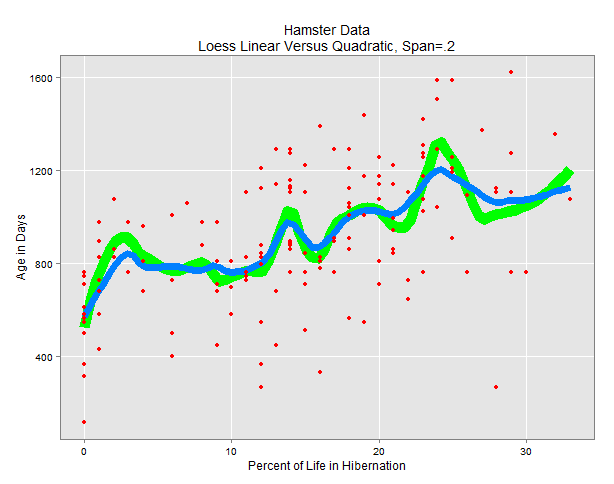 Hamster Data
Loess Linear Versus Quadratic, Span=.2
1600
1200
800
400
Age in Days
0 10 20 30
Percent of Life in Hibernation